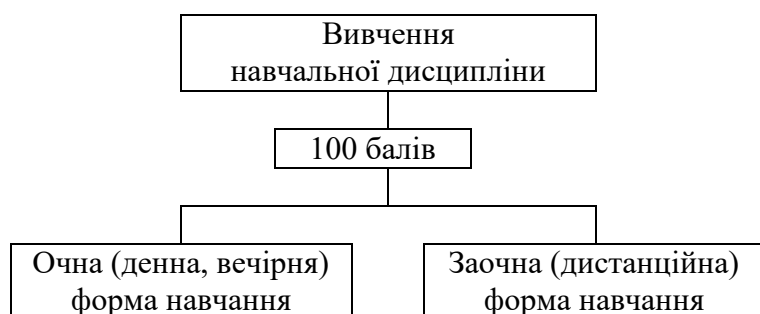 Вивчення
навчальної дисципліни
100 балів
Очна (денна, вечірня)
форма навчання
Заочна (дистанційна)
форма навчання